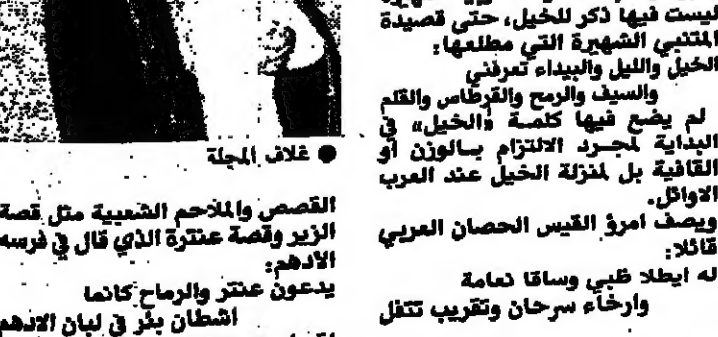 ليست فيها ذكر للخيل، حتى قصيدة
المتنبي الشهيرة التي مطلعها:
الخيل والليل والبيداء تعرفني
والسيف والرمح والقرطاس والقلم
لم يضع فيها كلمة «الخيل» في
البداية لمجرد الالتزام بالوزن أو
القافية بل لمنزلة الخيل عند العرب
الاوائل.
ويصف امرؤ القيس الحصان العربي
قائلا:
له ايطلا ظبي وساقا نعامة
وارخاء سرحان وتقريب تتفل
● غلاف المجلة
القصص والملاحم الشعبية مثل قصة
الزير وقصة عنترة الذي قال في فرسه
الادهم:
يدعون عنتر والرماح كانما
اشطان بئر في لبان الادهم